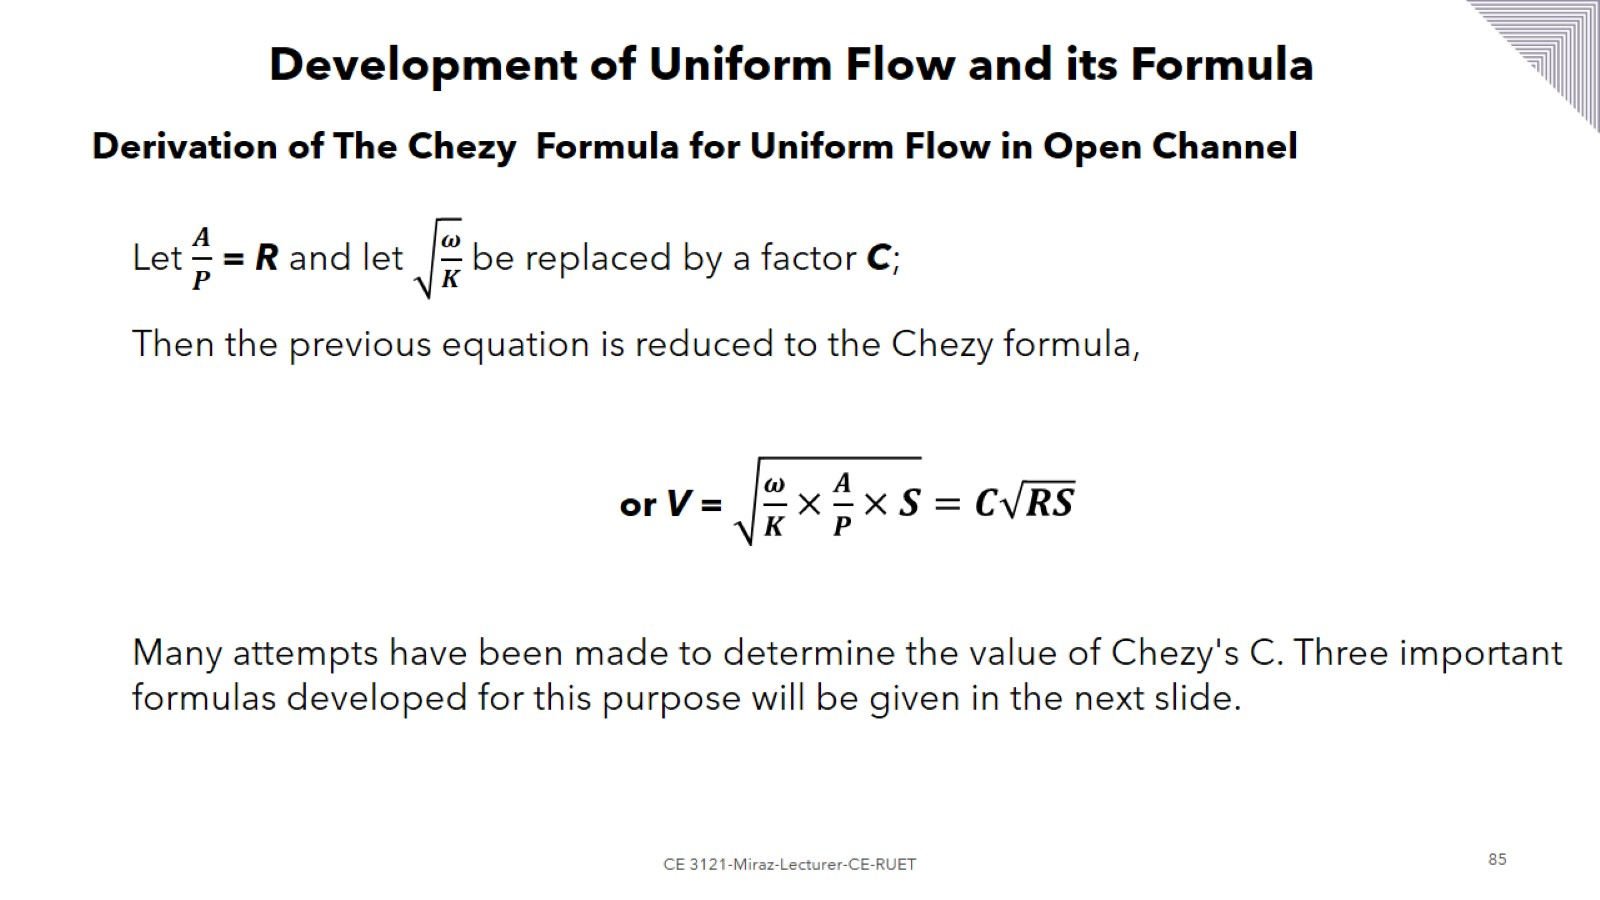 Development of Uniform Flow and its Formula
Derivation of The Chezy  Formula for Uniform Flow in Open Channel
Let A/P = R and let √(ω/K) be replaced by a factor C;
Then the previous equation is reduced to the Chezy formula,
or V = √(ω/K × A/P × S) = C√RS
Many attempts have been made to determine the value of Chezy's C. Three important
formulas developed for this purpose will be given in the next slide.
CE 3121-Miraz-Lecturer-CE-RUET
85